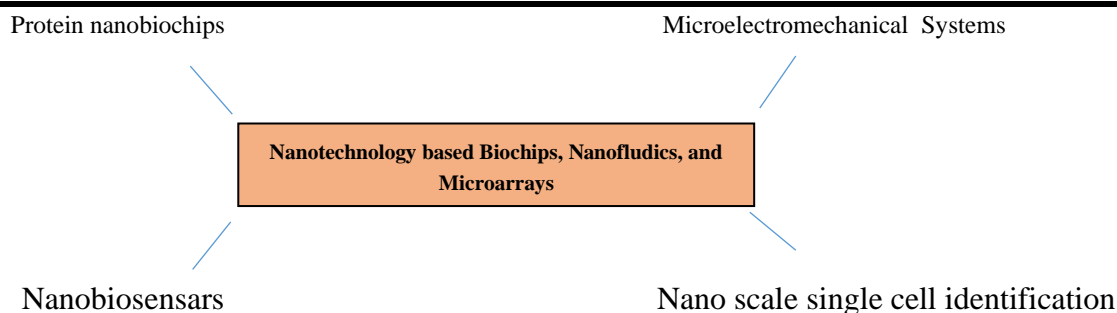 Protein nanobiochips
Microelectromechanical Systems
Nanotechnology based Biochips, Nanofludics, and
Microarrays
Nanobiosensars
Nano scale single cell identification